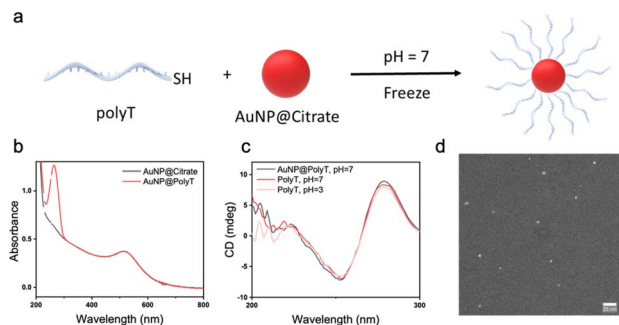 a
polyT
SH
+
AuNP@Citrate
pH = 7
Freeze
b
AuNP@Citrate
AuNP@PolyT
Absorbance
1.0
0.5
0.0
200 400 600 800
Wavelength (nm)
c
AuNP@PolyT, pH=7
PolyT, pH=7
PolyT, pH=3
CD (mdeg)
10
5
0
-5
-10
200 250 300
Wavelength (nm)
d